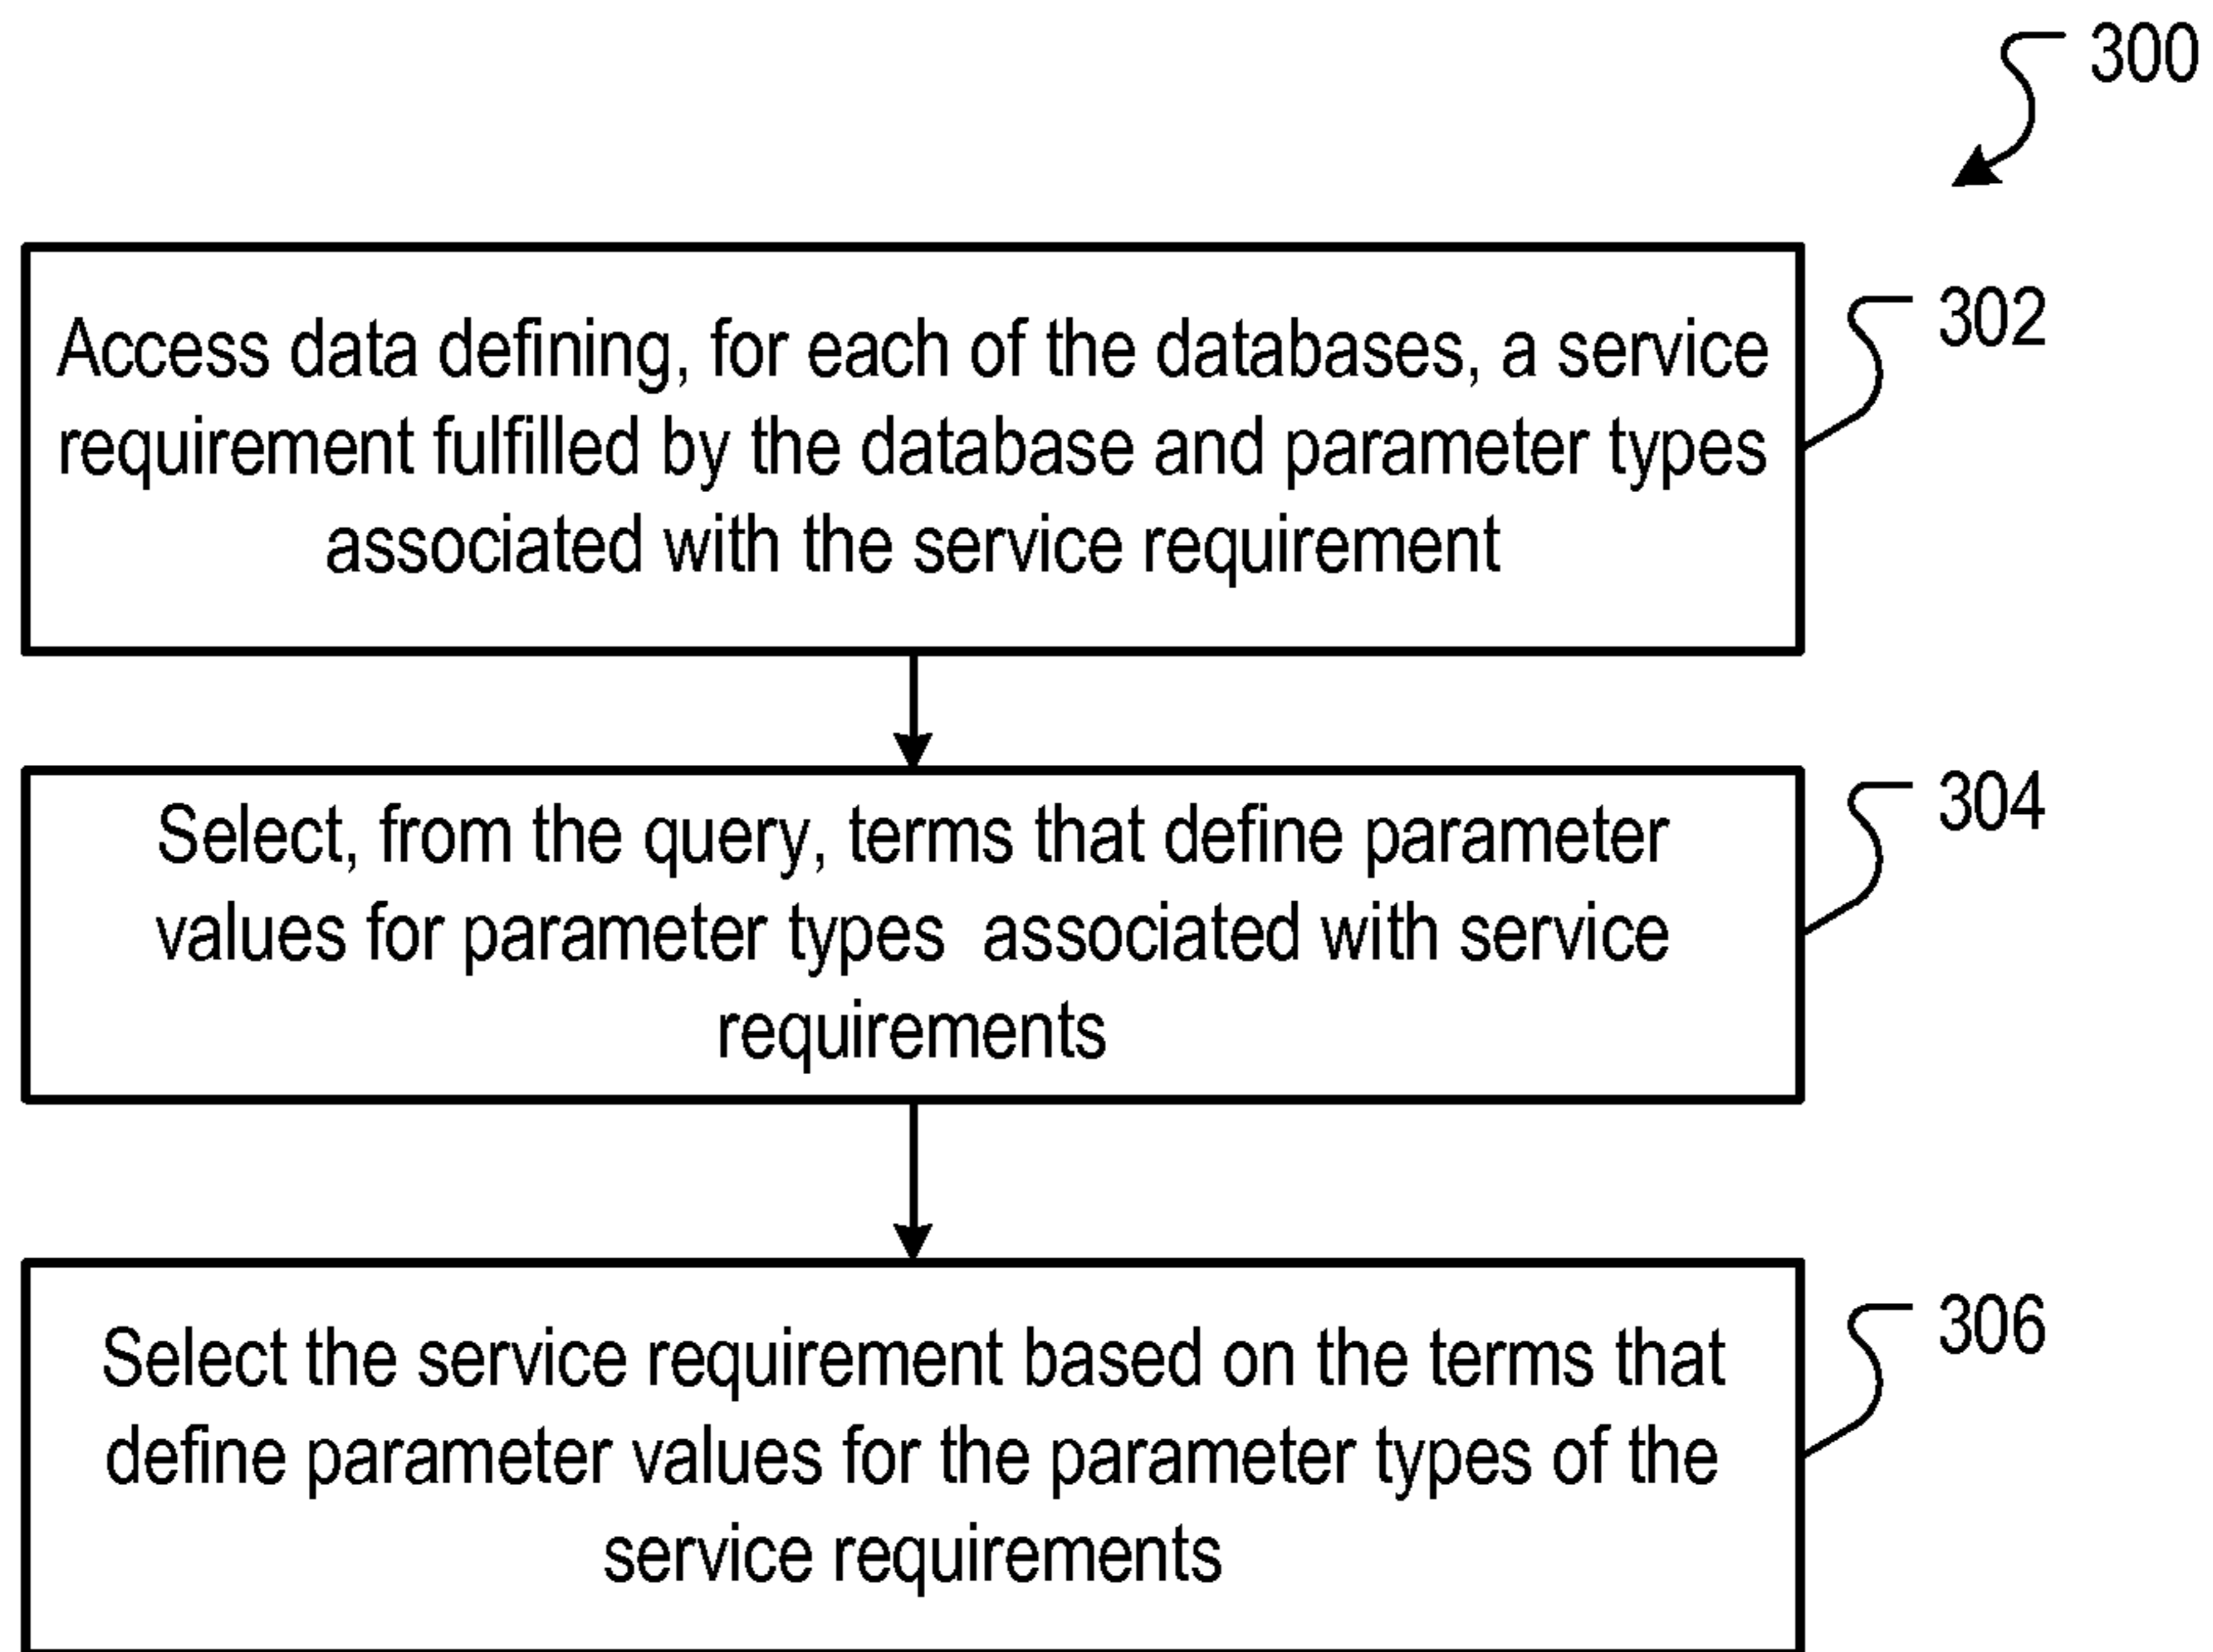 300
Access data defining, for each of the databases, a service
requirement fulfilled by the database and parameter types
associated with the service requirement
302
Select, from the query, terms that define parameter
values for parameter types  associated with service
requirements
304
Select the service requirement based on the terms that
define parameter values for the parameter types of the
service requirements
306